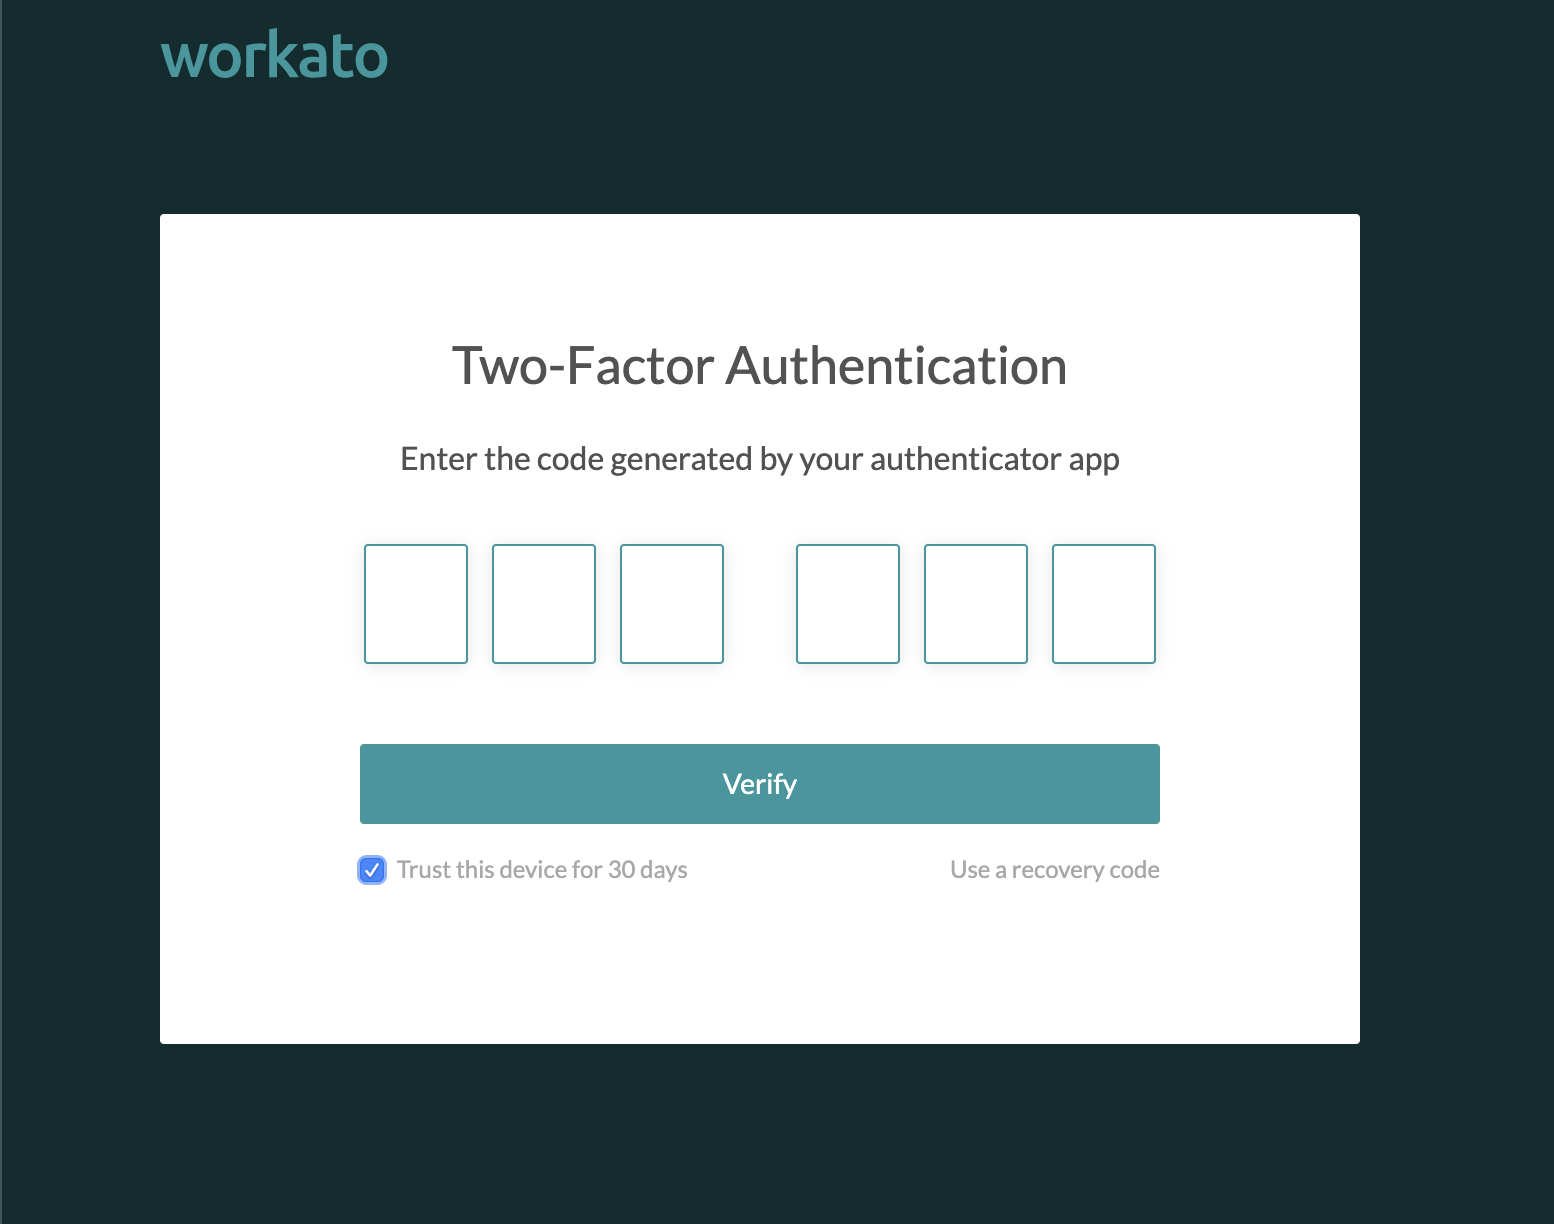 workato
Two-Factor Authentication
Enter the code generated by your authenticator app
Verify
Trust this device for 30 days
Use a recovery code